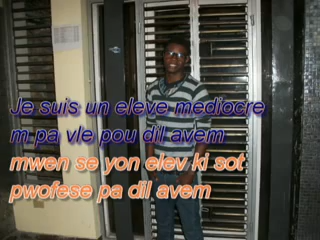 Je suis un eleve mediocre
m pa vle pou dil avem
mwen se yon elev ki sot
pwofese pa dil avem